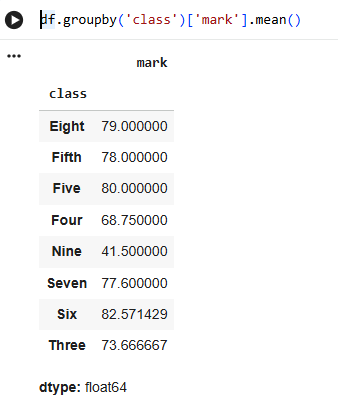 df.groupby('class')['mark'].mean()
...
mark
class
Eight 79.000000
Fifth 78.000000
Five 80.000000
Four 68.750000
Nine 41.500000
Seven 77.600000
Six 82.571429
Three 73.666667
dtype: float64